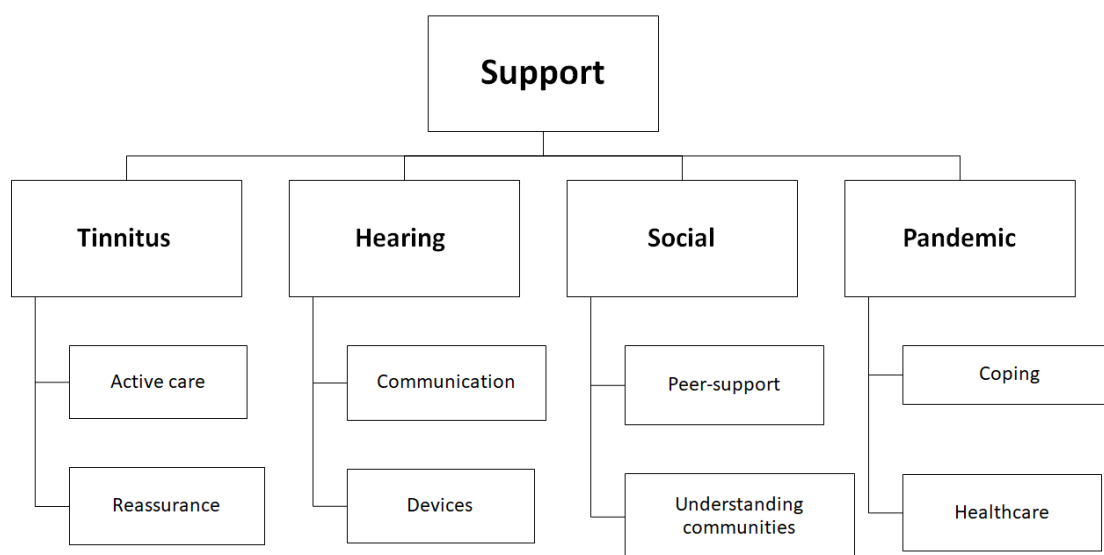 Support
Tinnitus
Hearing
Social
Pandemic
Active care
Communication
Peer-support
Coping
Reassurance
Devices
Understanding
communities
Healthcare